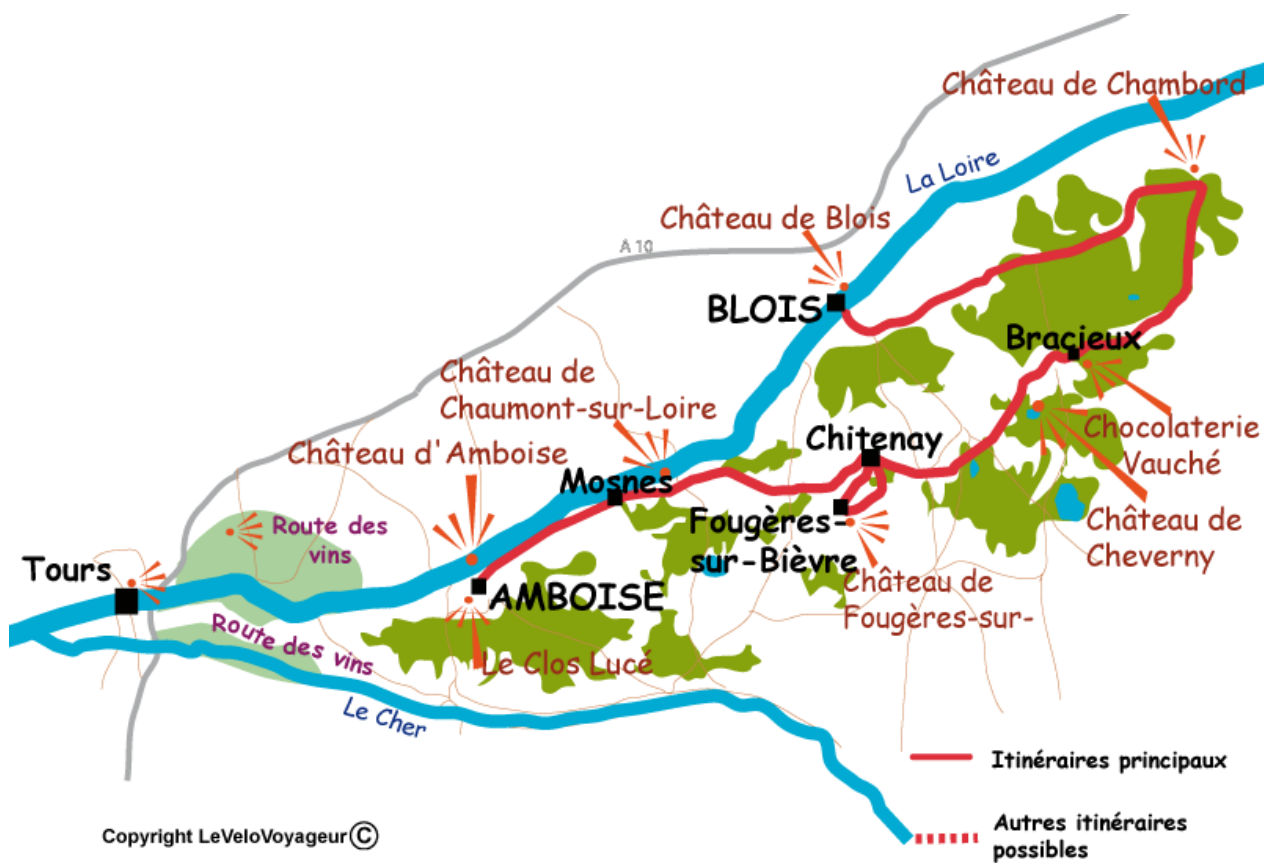 Château de Chambord
La Loire
Château de Blois
A 10
BLOIS
Bracieux
Château de
Chaumont-sur-Loire
Chocolaterie
Vauché
Chitenay
Château d'Amboise
Mosnes
Château de
Cheverny
Fougères-
sur-Bièvre
Route des
vins
Tours
Château de
Fougères-sur-
AMBOISE
Route des vins
Le Clos Lucé
Le Cher
Itinéraires principaux
Autres itinéraires
possibles
Copyright LeVeloVoyageur ©